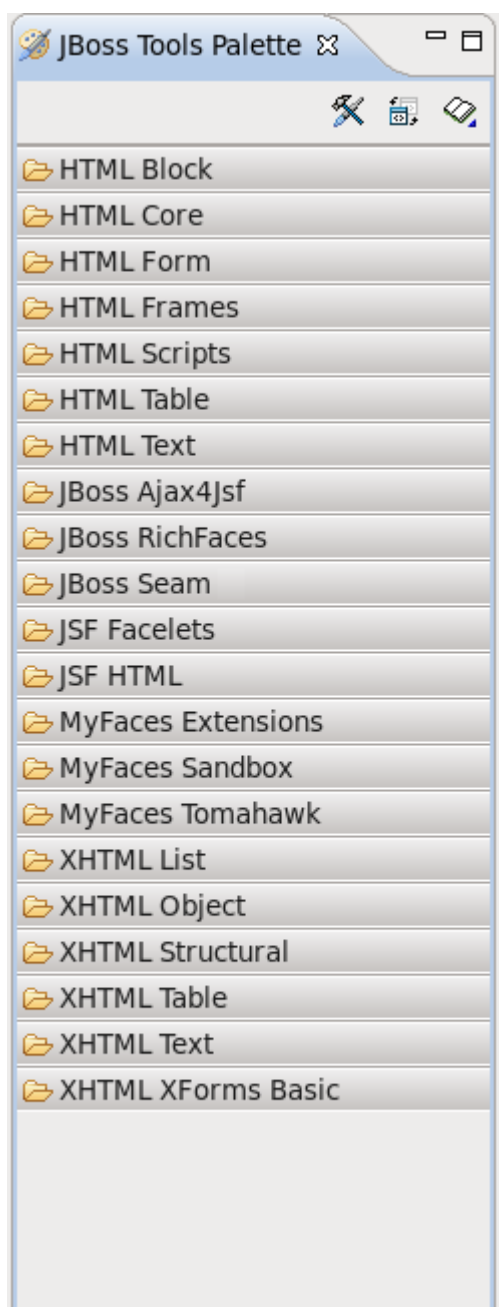 JBoss Tools Palette
HTML Block
HTML Core
HTML Form
HTML Frames
HTML Scripts
HTML Table
HTML Text
JBoss Ajax4Jsf
JBoss RichFaces
JBoss Seam
JSF Facelets
JSF HTML
MyFaces Extensions
MyFaces Sandbox
MyFaces Tomahawk
XHTML List
XHTML Object
XHTML Structural
XHTML Table
XHTML Text
XHTML XForms Basic